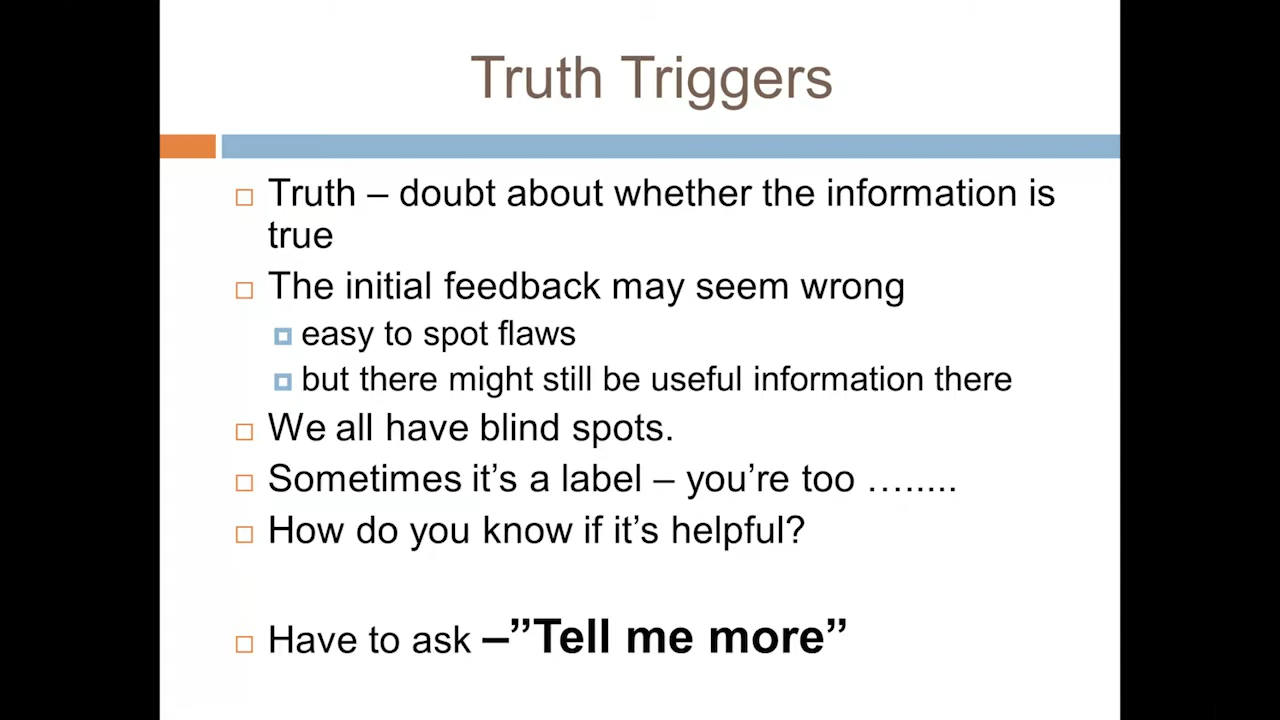 Truth Triggers
Truth – doubt about whether the information is
true
The initial feedback may seem wrong
easy to spot flaws
but there might still be useful information there
We all have blind spots.
Sometimes it’s a label – you’re too ….....
How do you know if it’s helpful?
Have to ask –”Tell me more”